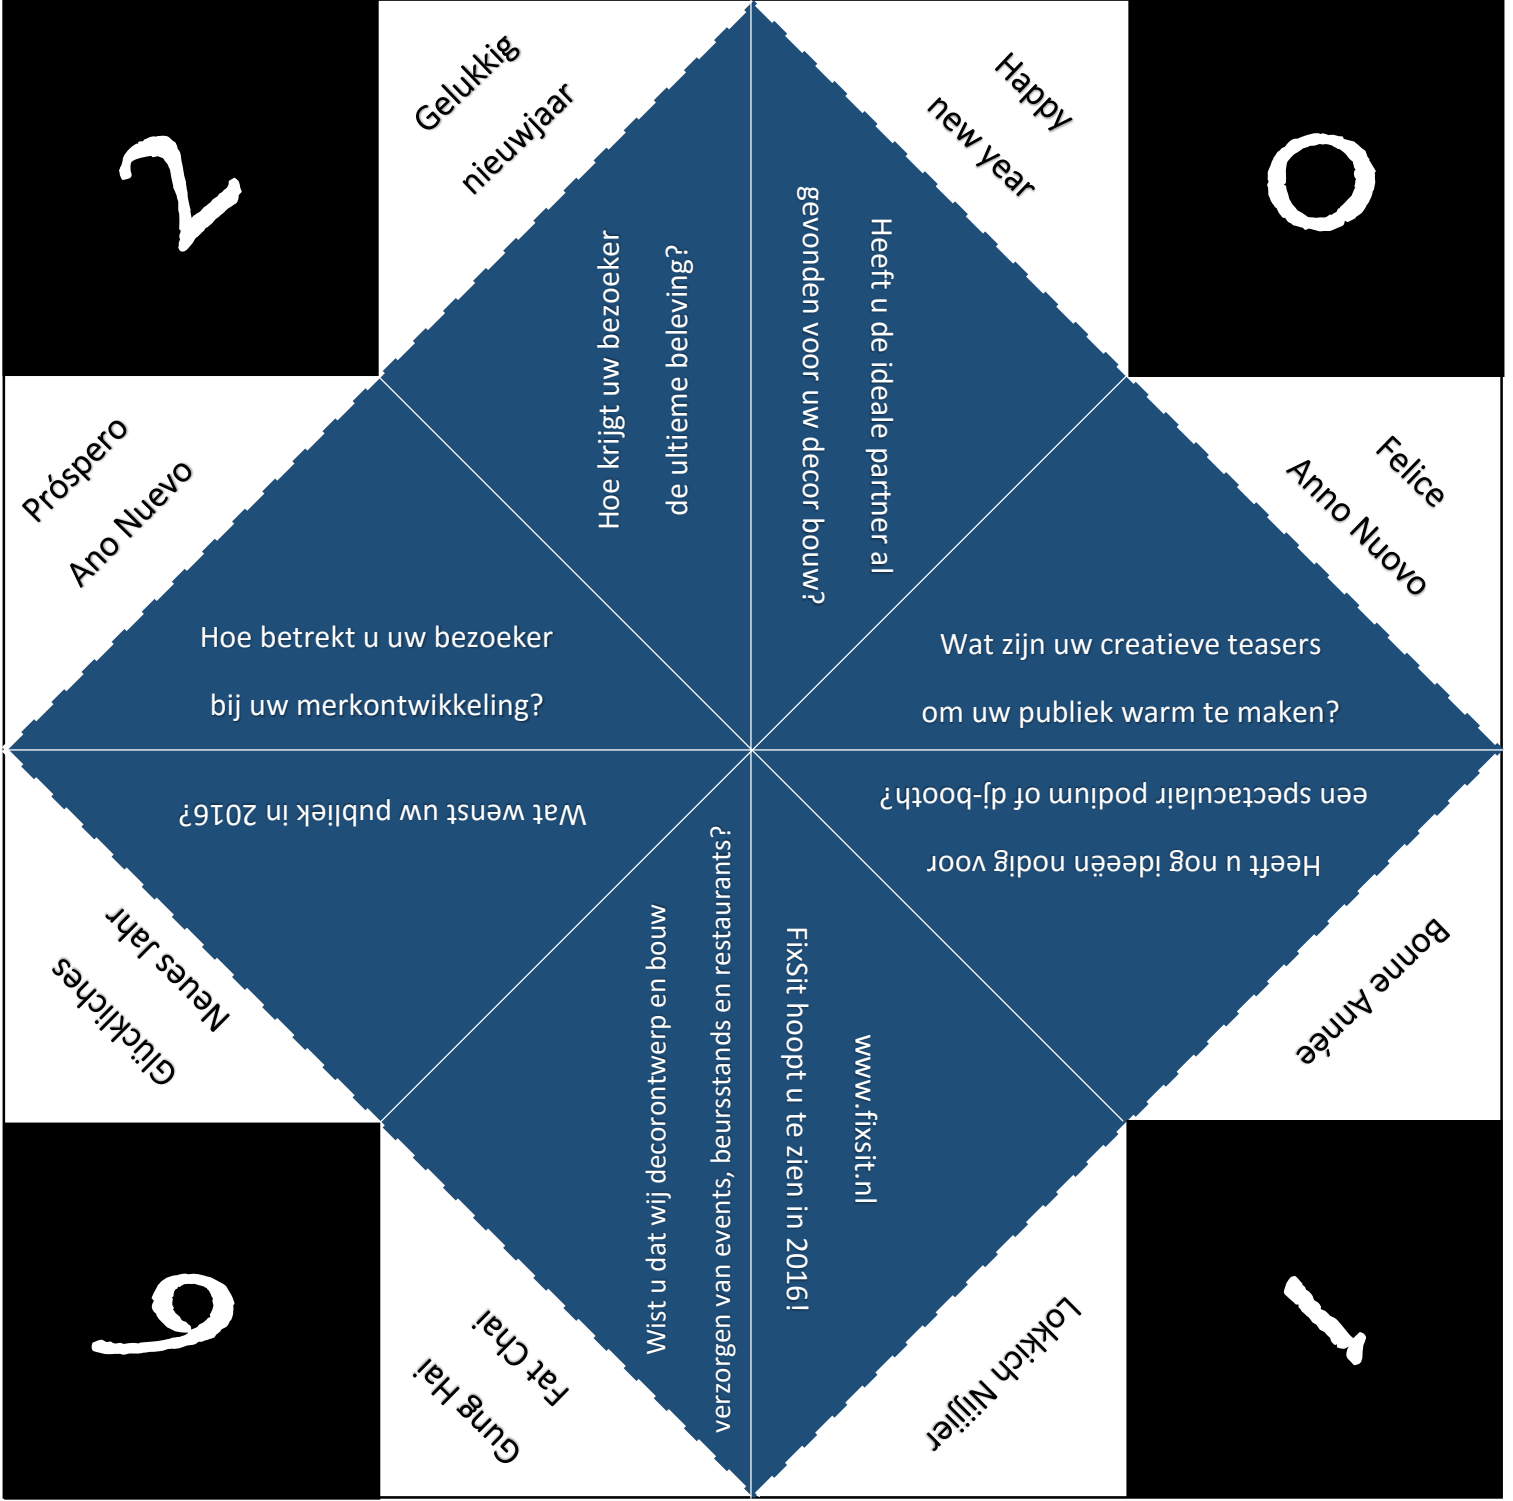 2
Gelukkig
nieuwjaar
Happy
new year
0
Próspero
Ano Nuevo
Hoe krijgt uw bezoeker
de ultieme beleving?
Heeft u de ideale partner al
gevonden voor uw decor bouw?
Felice
Anno Nuovo
Hoe betrekt u uw bezoeker
bij uw merkontwikkeling?
Wat zijn uw creatieve teasers
om uw publiek warm te maken?
Wat wenst uw publiek in 2016?
Heeft u nog ideeën nodig voor
een spectaculair podium of dj-booth?
Glückliches
Neues Jahr
Wist u dat wij decorontwerp en bouw
verzorgen van events, beursstands en restaurants?
www.fixsit.nl
FixSit hoopt u te zien in 2016!
Bonne Année
6
Gung Hai
Fat Chai
Lokkich Nijjier
1